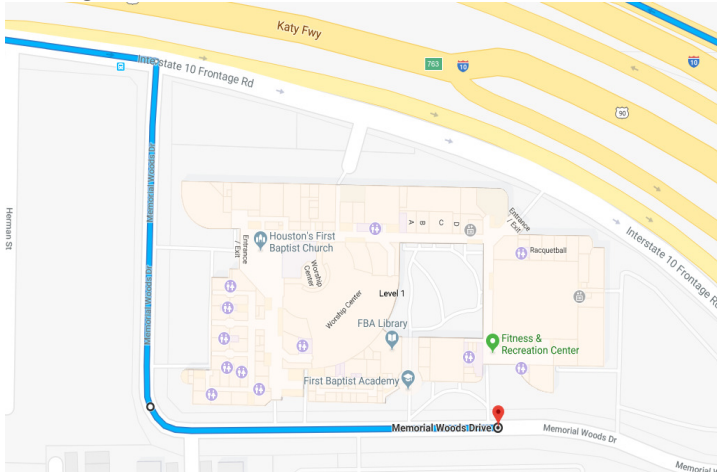 Katy Fwy
763
10
10
Interstate 10 Frontage Rd
90
Memorial Woods Dr
Memorial Woods Dr
Herman St
A
B
C
D
Entrance
/ Exit
Houston's First
Baptist Church
Entrance
/ Exit
Racquetball
Interstate 10 Frontage Rd
Worship
Center
Worship Center
Level 1
FBA Library
Fitness &
Recreation Center
First Baptist Academy
Memorial Woods Drive
Memorial Woods Dr
Memorial W